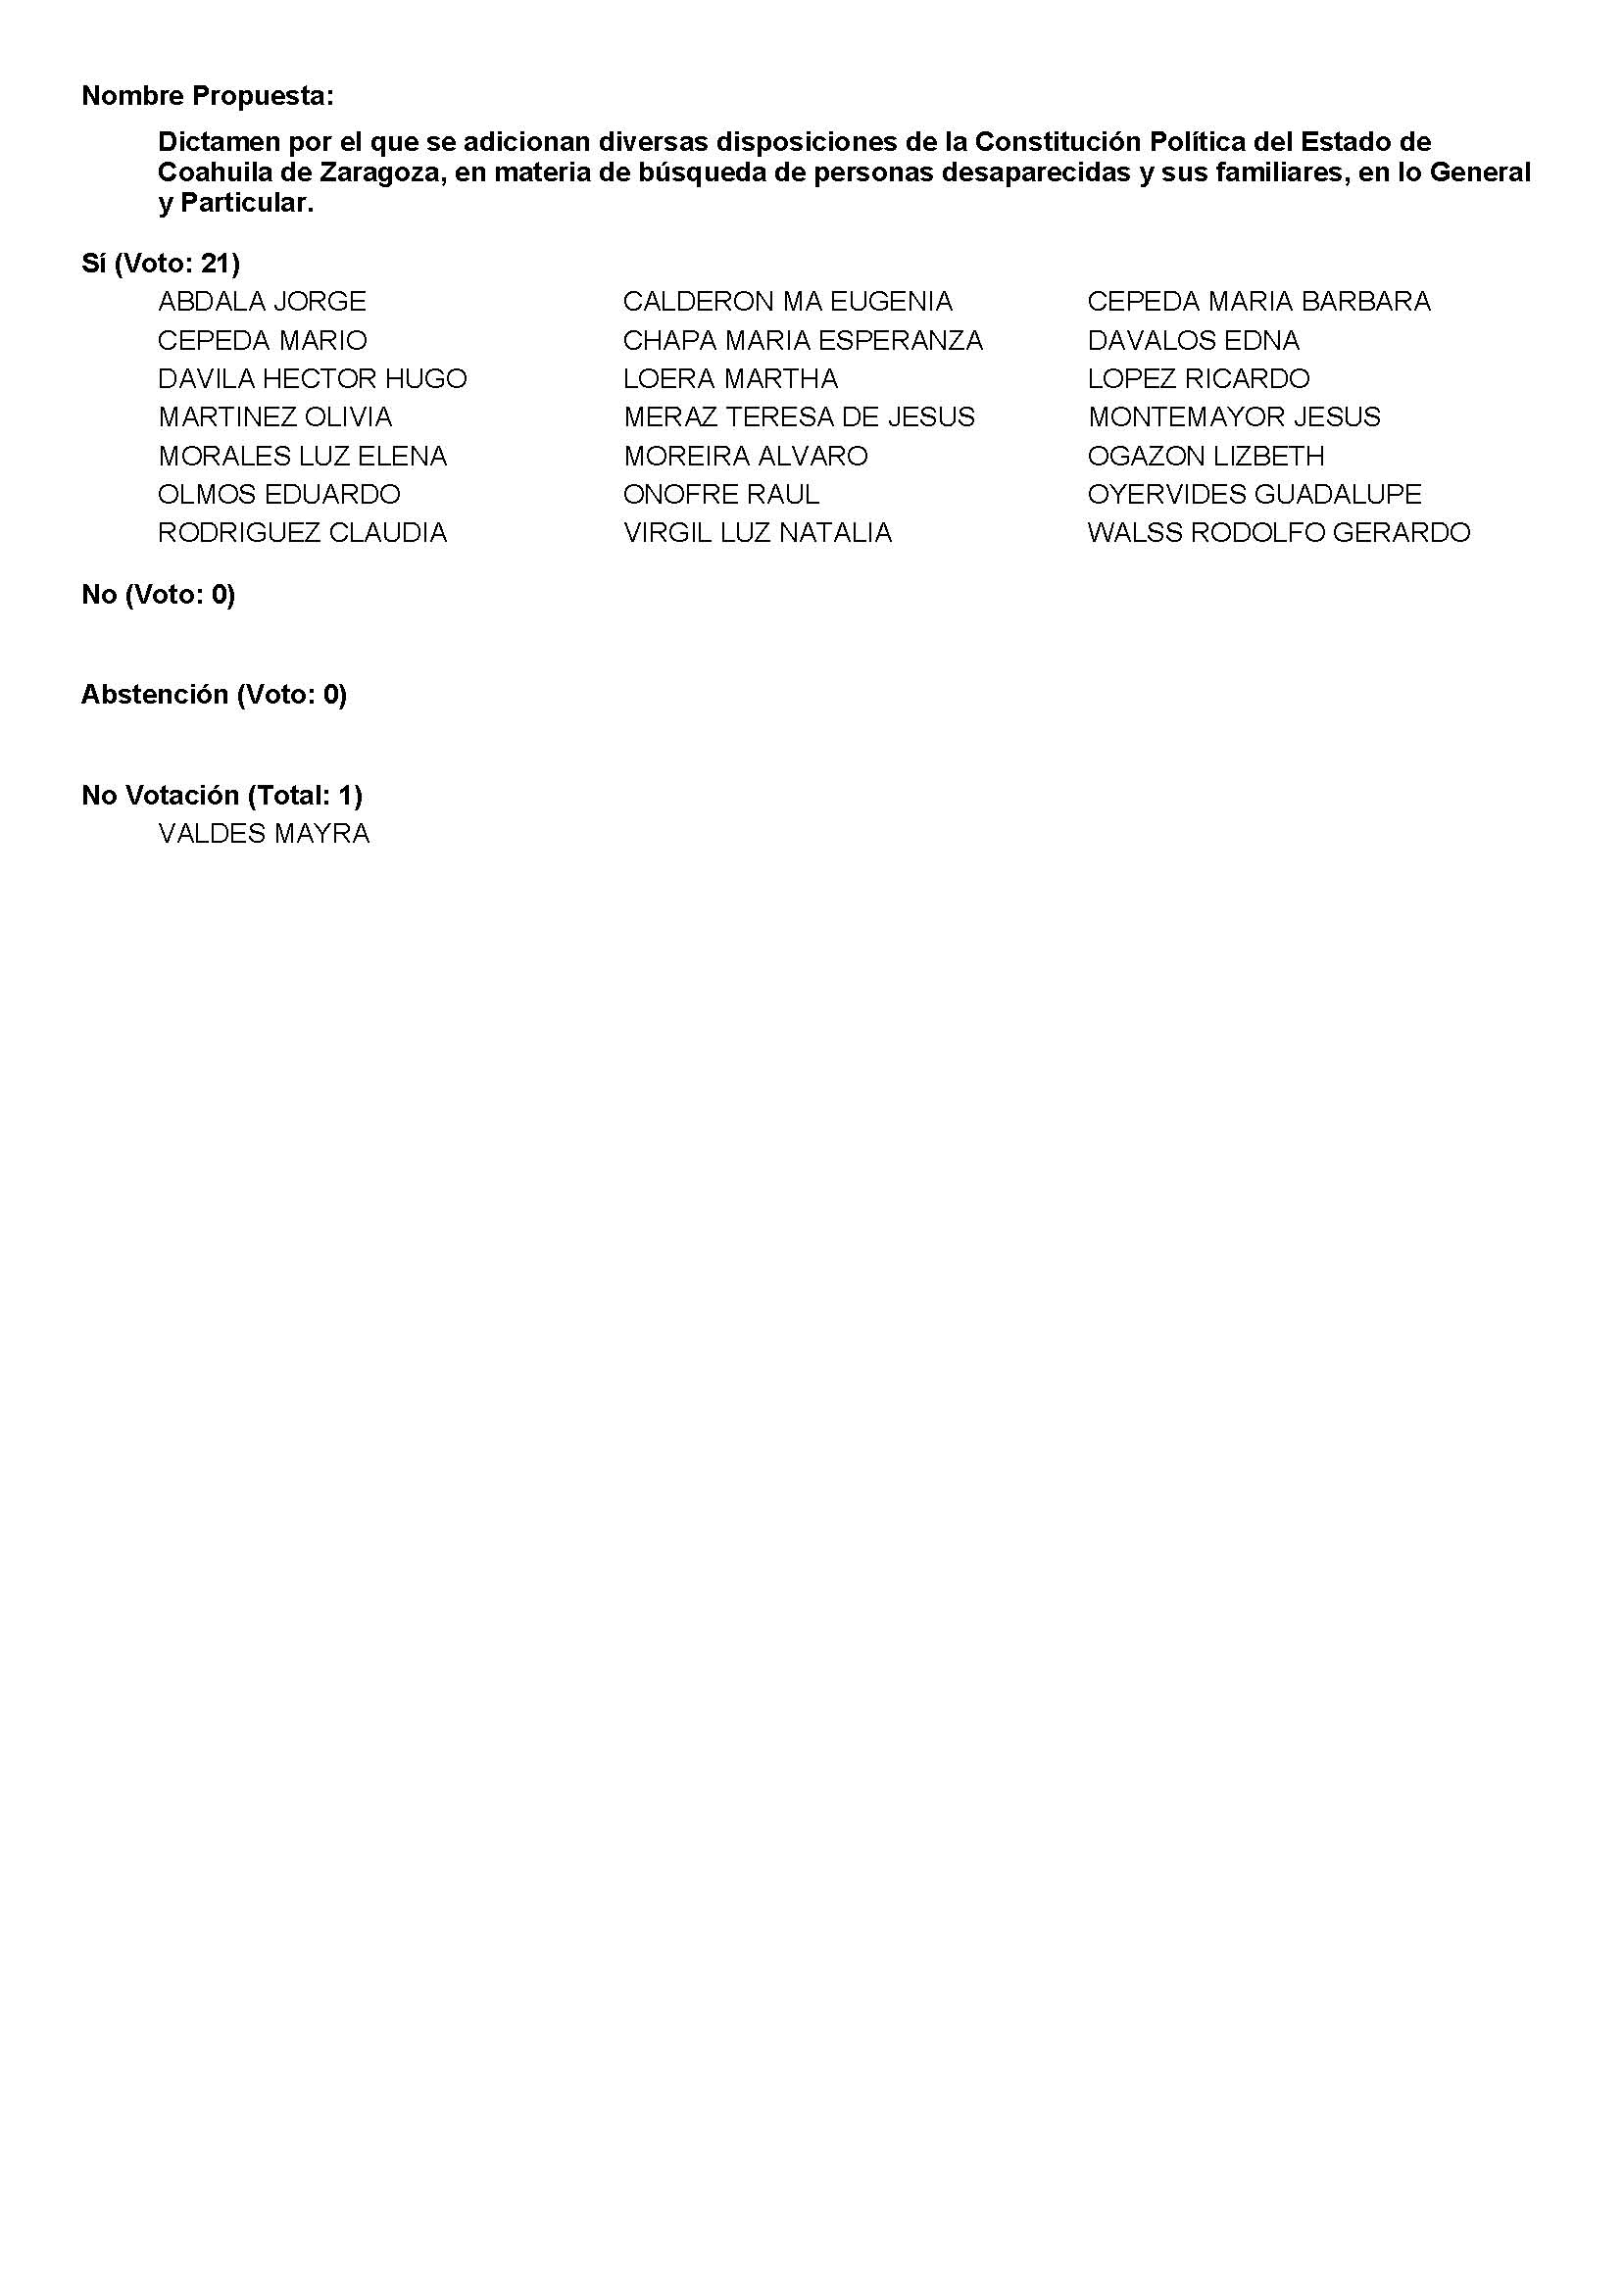 Nombre Propuesta:
Dictamen por el que se adicionan diversas disposiciones de la Constitución Política del Estado de
Coahuila de Zaragoza, en materia de búsqueda de personas desaparecidas y sus familiares, en lo General
y Particular.
Sí (Voto: 21)
ABDALA JORGE CALDERON MA EUGENIA CEPEDA MARIA BARBARA
CEPEDA MARIO CHAPA MARIA ESPERANZA DAVALOS EDNA
DAVILA HECTOR HUGO LOERA MARTHA LOPEZ RICARDO
MARTINEZ OLIVIA MERAZ TERESA DE JESUS MONTEMAYOR JESUS
MORALES LUZ ELENA MOREIRA ALVARO OGAZON LIZBETH
OLMOS EDUARDO ONOFRE RAUL OYERVIDES GUADALUPE
RODRIGUEZ CLAUDIA VIRGIL LUZ NATALIA WALSS RODOLFO GERARDO
No (Voto: 0)
Abstención (Voto: 0)
No Votación (Total: 1)
VALDES MAYRA